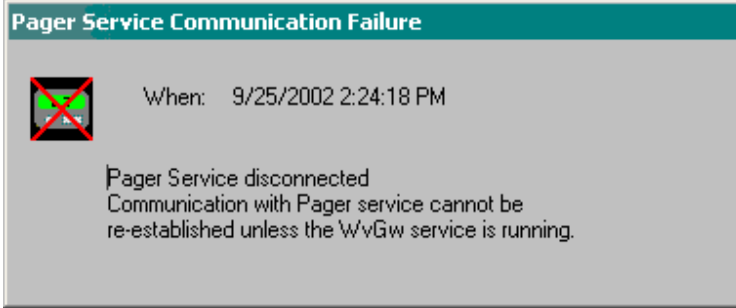 Pager Service Communication Failure
When: 9/25/2002 2:24:18 PM
Pager Service disconnected
Communication with Pager service cannot be
re-established unless the WvGw service is running.